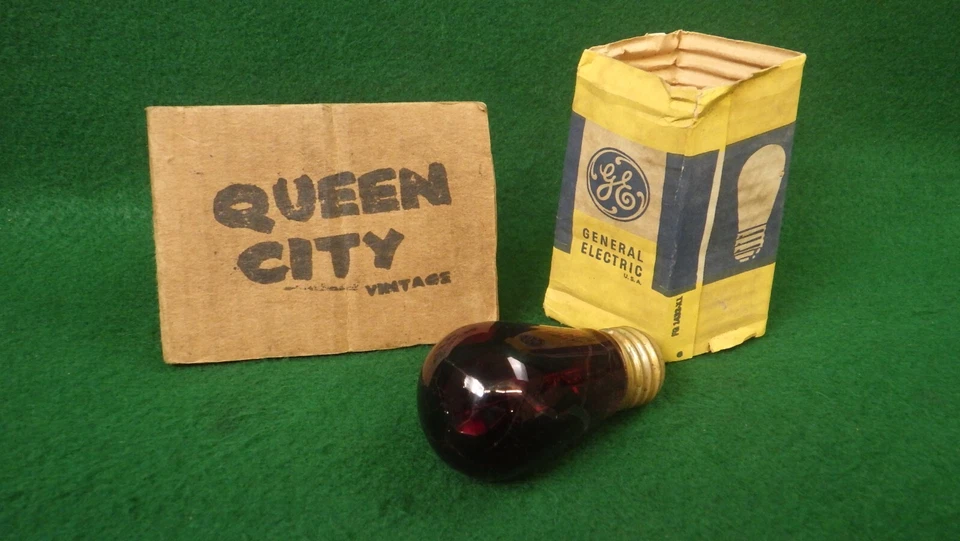 QUEEN
CITY
VINTAGE
GE
GENERAL
ELECTRIC
U.S.A.